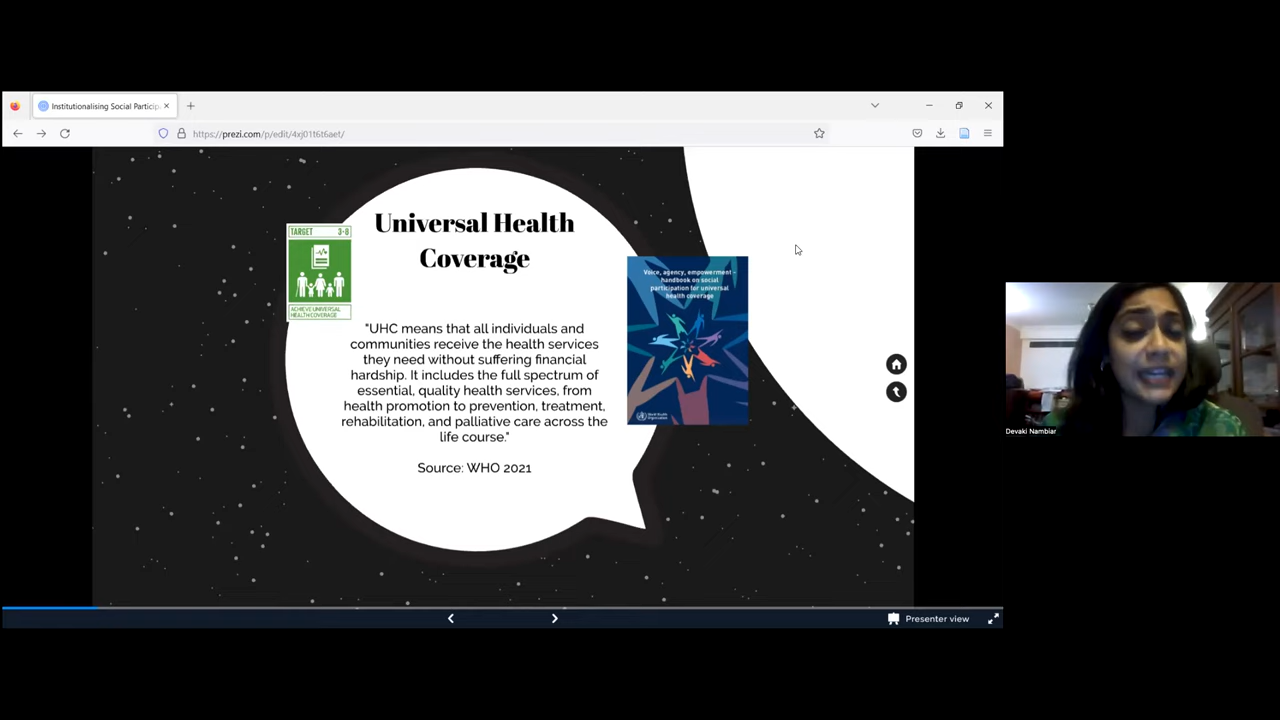 Institutionalising Social Particip
https://prezi.com/p/edit/4xj01t6t6aet/
Universal Health
Coverage
TARGET 3·8
ACHIEVE UNIVERSAL
HEALTH COVERAGE
"UHC means that all individuals and
communities receive the health services
they need without suffering financial
hardship. It includes the full spectrum of
essential, quality health services, from
health promotion to prevention, treatment,
rehabilitation, and palliative care across the
life course."
Source: WHO 2021
Voice, agency, empowerment -
handbook on social
participation for universal
health coverage
World Health
Organization
Devaki Nambiar
Presenter view